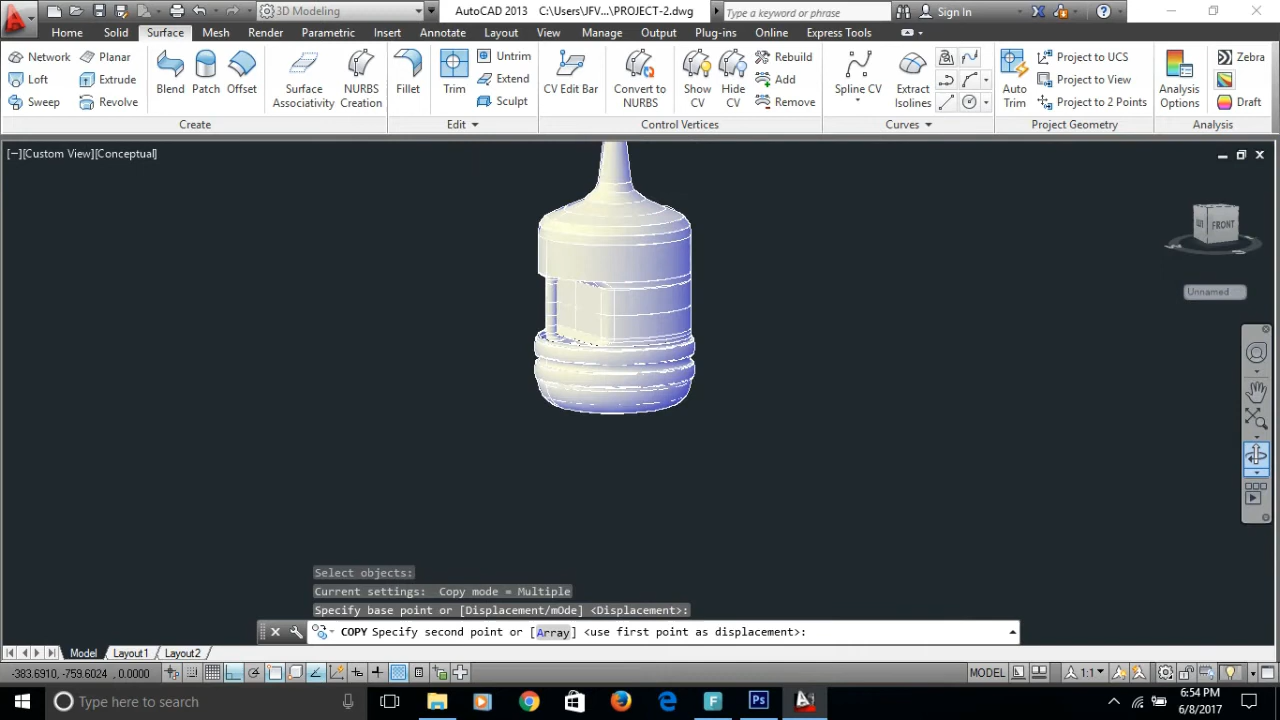 3D Modeling
AutoCAD 2013 C:\Users\JFV...\PROJECT-2.dwg
Type a keyword or phrase
Sign In
Home Solid Surface Mesh Render Parametric Insert Annotate Layout View Manage Output Plug-ins Online Express Tools
Network Planar
Loft Extrude
Sweep Revolve
Blend Patch Offset
Surface Associativity
NURBS Creation
Create
Fillet Trim
Untrim
Extend
Sculpt
Edit
CV Edit Bar
Convert to NURBS
Show CV
Hide CV
Rebuild
Add
Remove
Control Vertices
Spline CV
Extract Isolines
Curves
Auto Trim
Project to UCS
Project to View
Project to 2 Points
Project Geometry
Analysis Options
Zebra
Draft
Analysis
[−][Custom View][Conceptual]
FRONT
Unnamed
Select objects:
Current settings: Copy mode = Multiple
Specify base point or [Displacement/mOde] <Displacement>:
COPY Specify second point or [Array] <use first point as displacement>:
Model Layout1 Layout2
-383.6910, -759.6024, 0.0000
MODEL
1:1
Type here to search
6:54 PM
6/8/2017